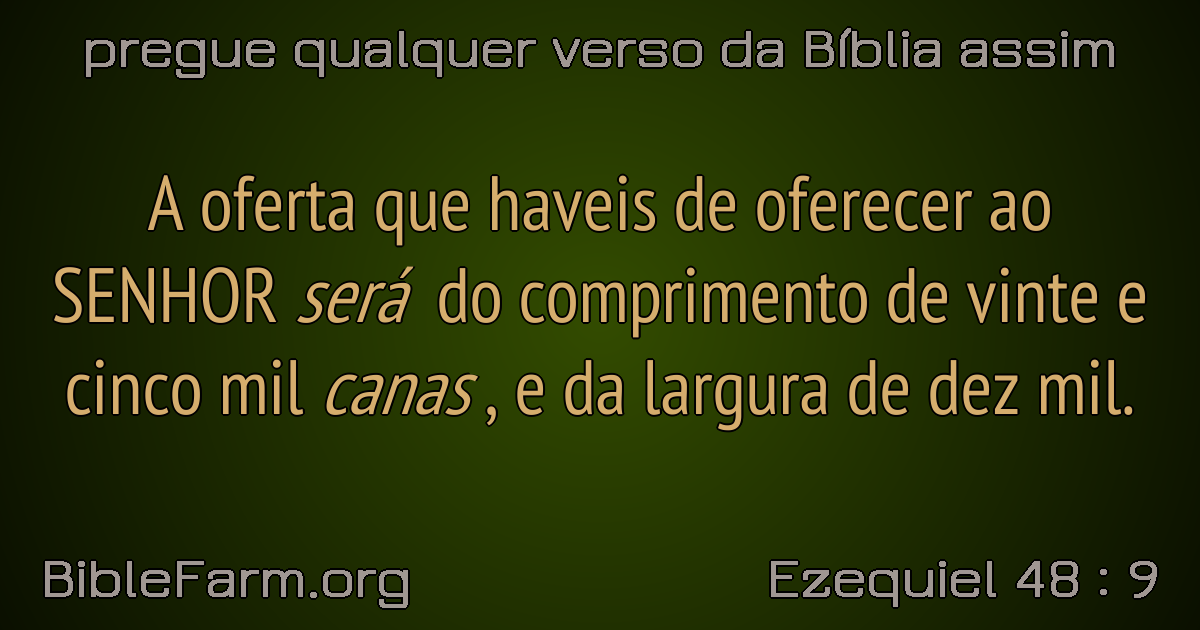 pregue qualquer verso da Bíblia assim
A oferta que haveis de oferecer ao
SENHOR será do comprimento de vinte e
cinco mil canas , e da largura de dez mil.
BibleFarm.org
Ezequiel 48 : 9